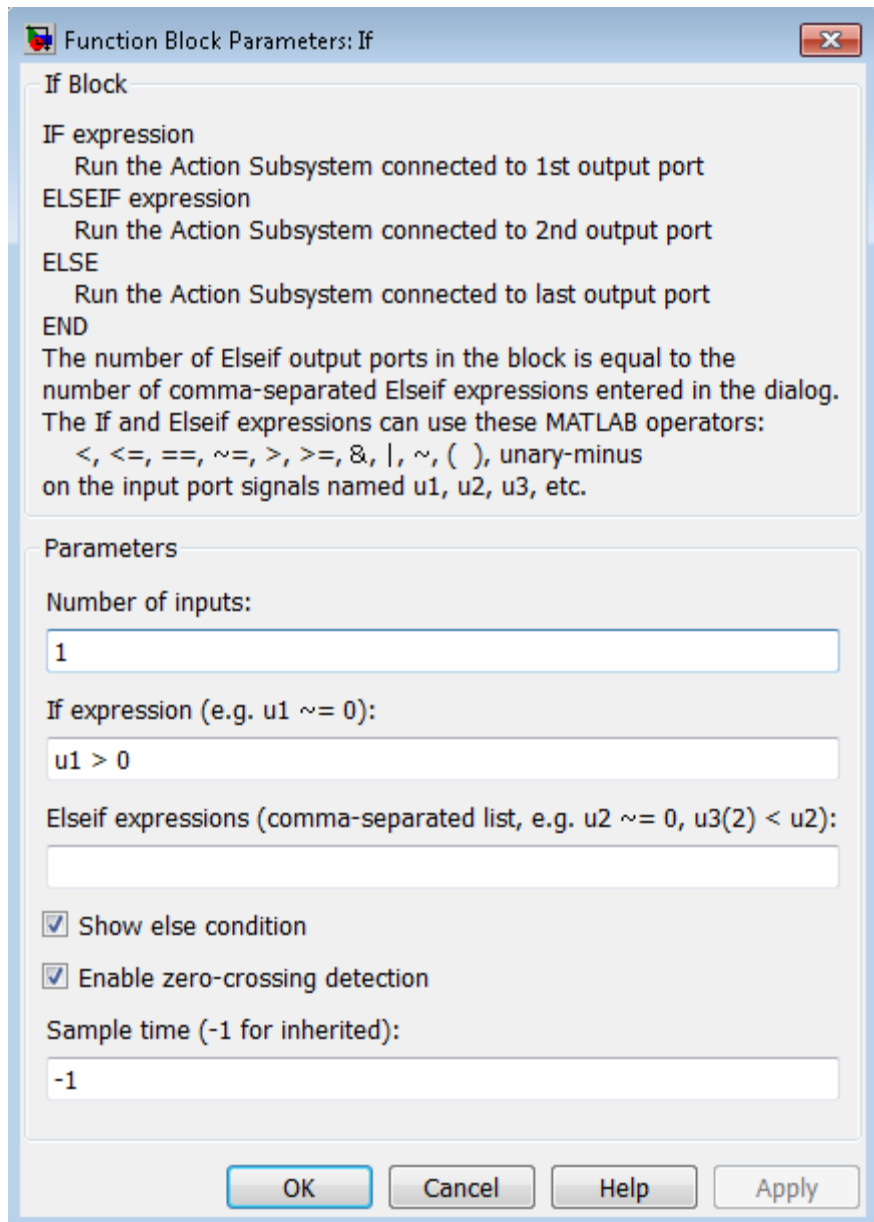 Function Block Parameters: If
If Block
IF expression
Run the Action Subsystem connected to 1st output port
ELSEIF expression
Run the Action Subsystem connected to 2nd output port
ELSE
Run the Action Subsystem connected to last output port
END
The number of Elseif output ports in the block is equal to the
number of comma-separated Elseif expressions entered in the dialog.
The If and Elseif expressions can use these MATLAB operators:
<, <=, ==, ~=, >, >=, &, |, ~, ( ), unary-minus
on the input port signals named u1, u2, u3, etc.
Parameters
Number of inputs:
1
If expression (e.g. u1 ~= 0):
u1 > 0
Elseif expressions (comma-separated list, e.g. u2 ~= 0, u3(2) < u2):
Show else condition
Enable zero-crossing detection
Sample time (-1 for inherited):
-1
OK Cancel Help Apply